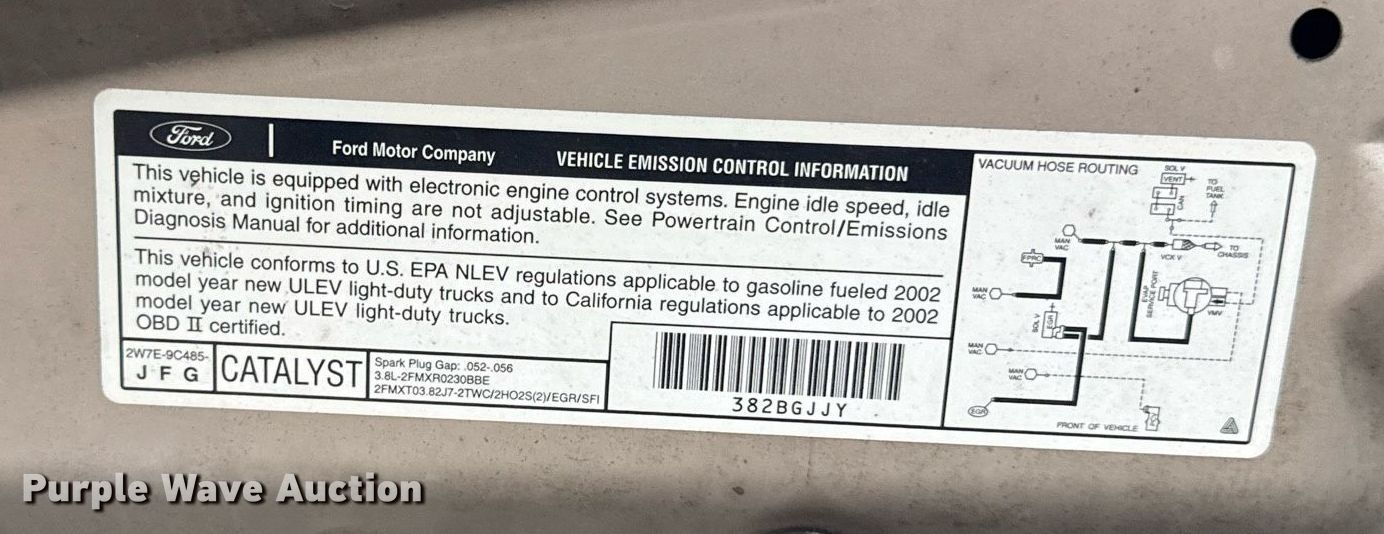 Ford
Ford Motor Company
VEHICLE EMISSION CONTROL INFORMATION
This vehicle is equipped with electronic engine control systems. Engine idle speed, idle
mixture, and ignition timing are not adjustable. See Powertrain Control/Emissions
Diagnosis Manual for additional information.
This vehicle conforms to U.S. EPA NLEV regulations applicable to gasoline fueled 2002
model year new ULEV light-duty trucks and to California regulations applicable to 2002
model year new ULEV light-duty trucks.
OBD II certified.
2W7E-9C485-
J F G
CATALYST
Spark Plug Gap: .052-.056
3.8L-2FMXR0230BBE
2FMXT03.82J7-2TWC/2HO2S(2)/EGR/SFI
382BGJJY
VACUUM HOSE ROUTING
SOL V
VENT
TO
FUEL
TANK
CAN
MAN
VAC
TO
CHASSIS
VCK V
FPRC
MAN
VAC
EVAP
SERVICE PORT
VMV
SOL V
EGR
MAN
VAC
MAN
VAC
EGR
FRONT OF VEHICLE
Purple Wave Auction